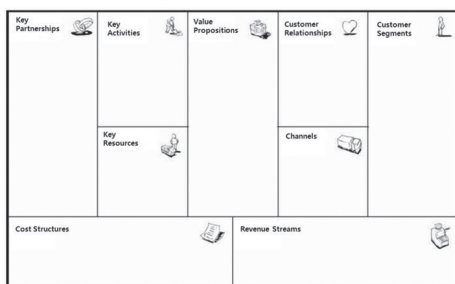 Key
Partnerships
Key
Activities
Value
Propositions
Customer
Relationships
Customer
Segments
Key
Resources
Channels
Cost Structures
Revenue Streams